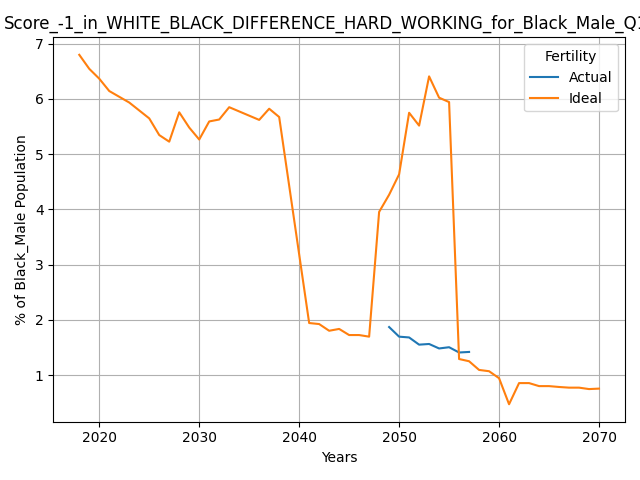 Score_-1_in_WHITE_BLACK_DIFFERENCE_HARD_WORKING_for_Black_Male_Q1
Fertility
Actual
Ideal
% of Black_Male Population
7
6
5
4
3
2
1
2020 2030 2040 2050 2060 2070
Years